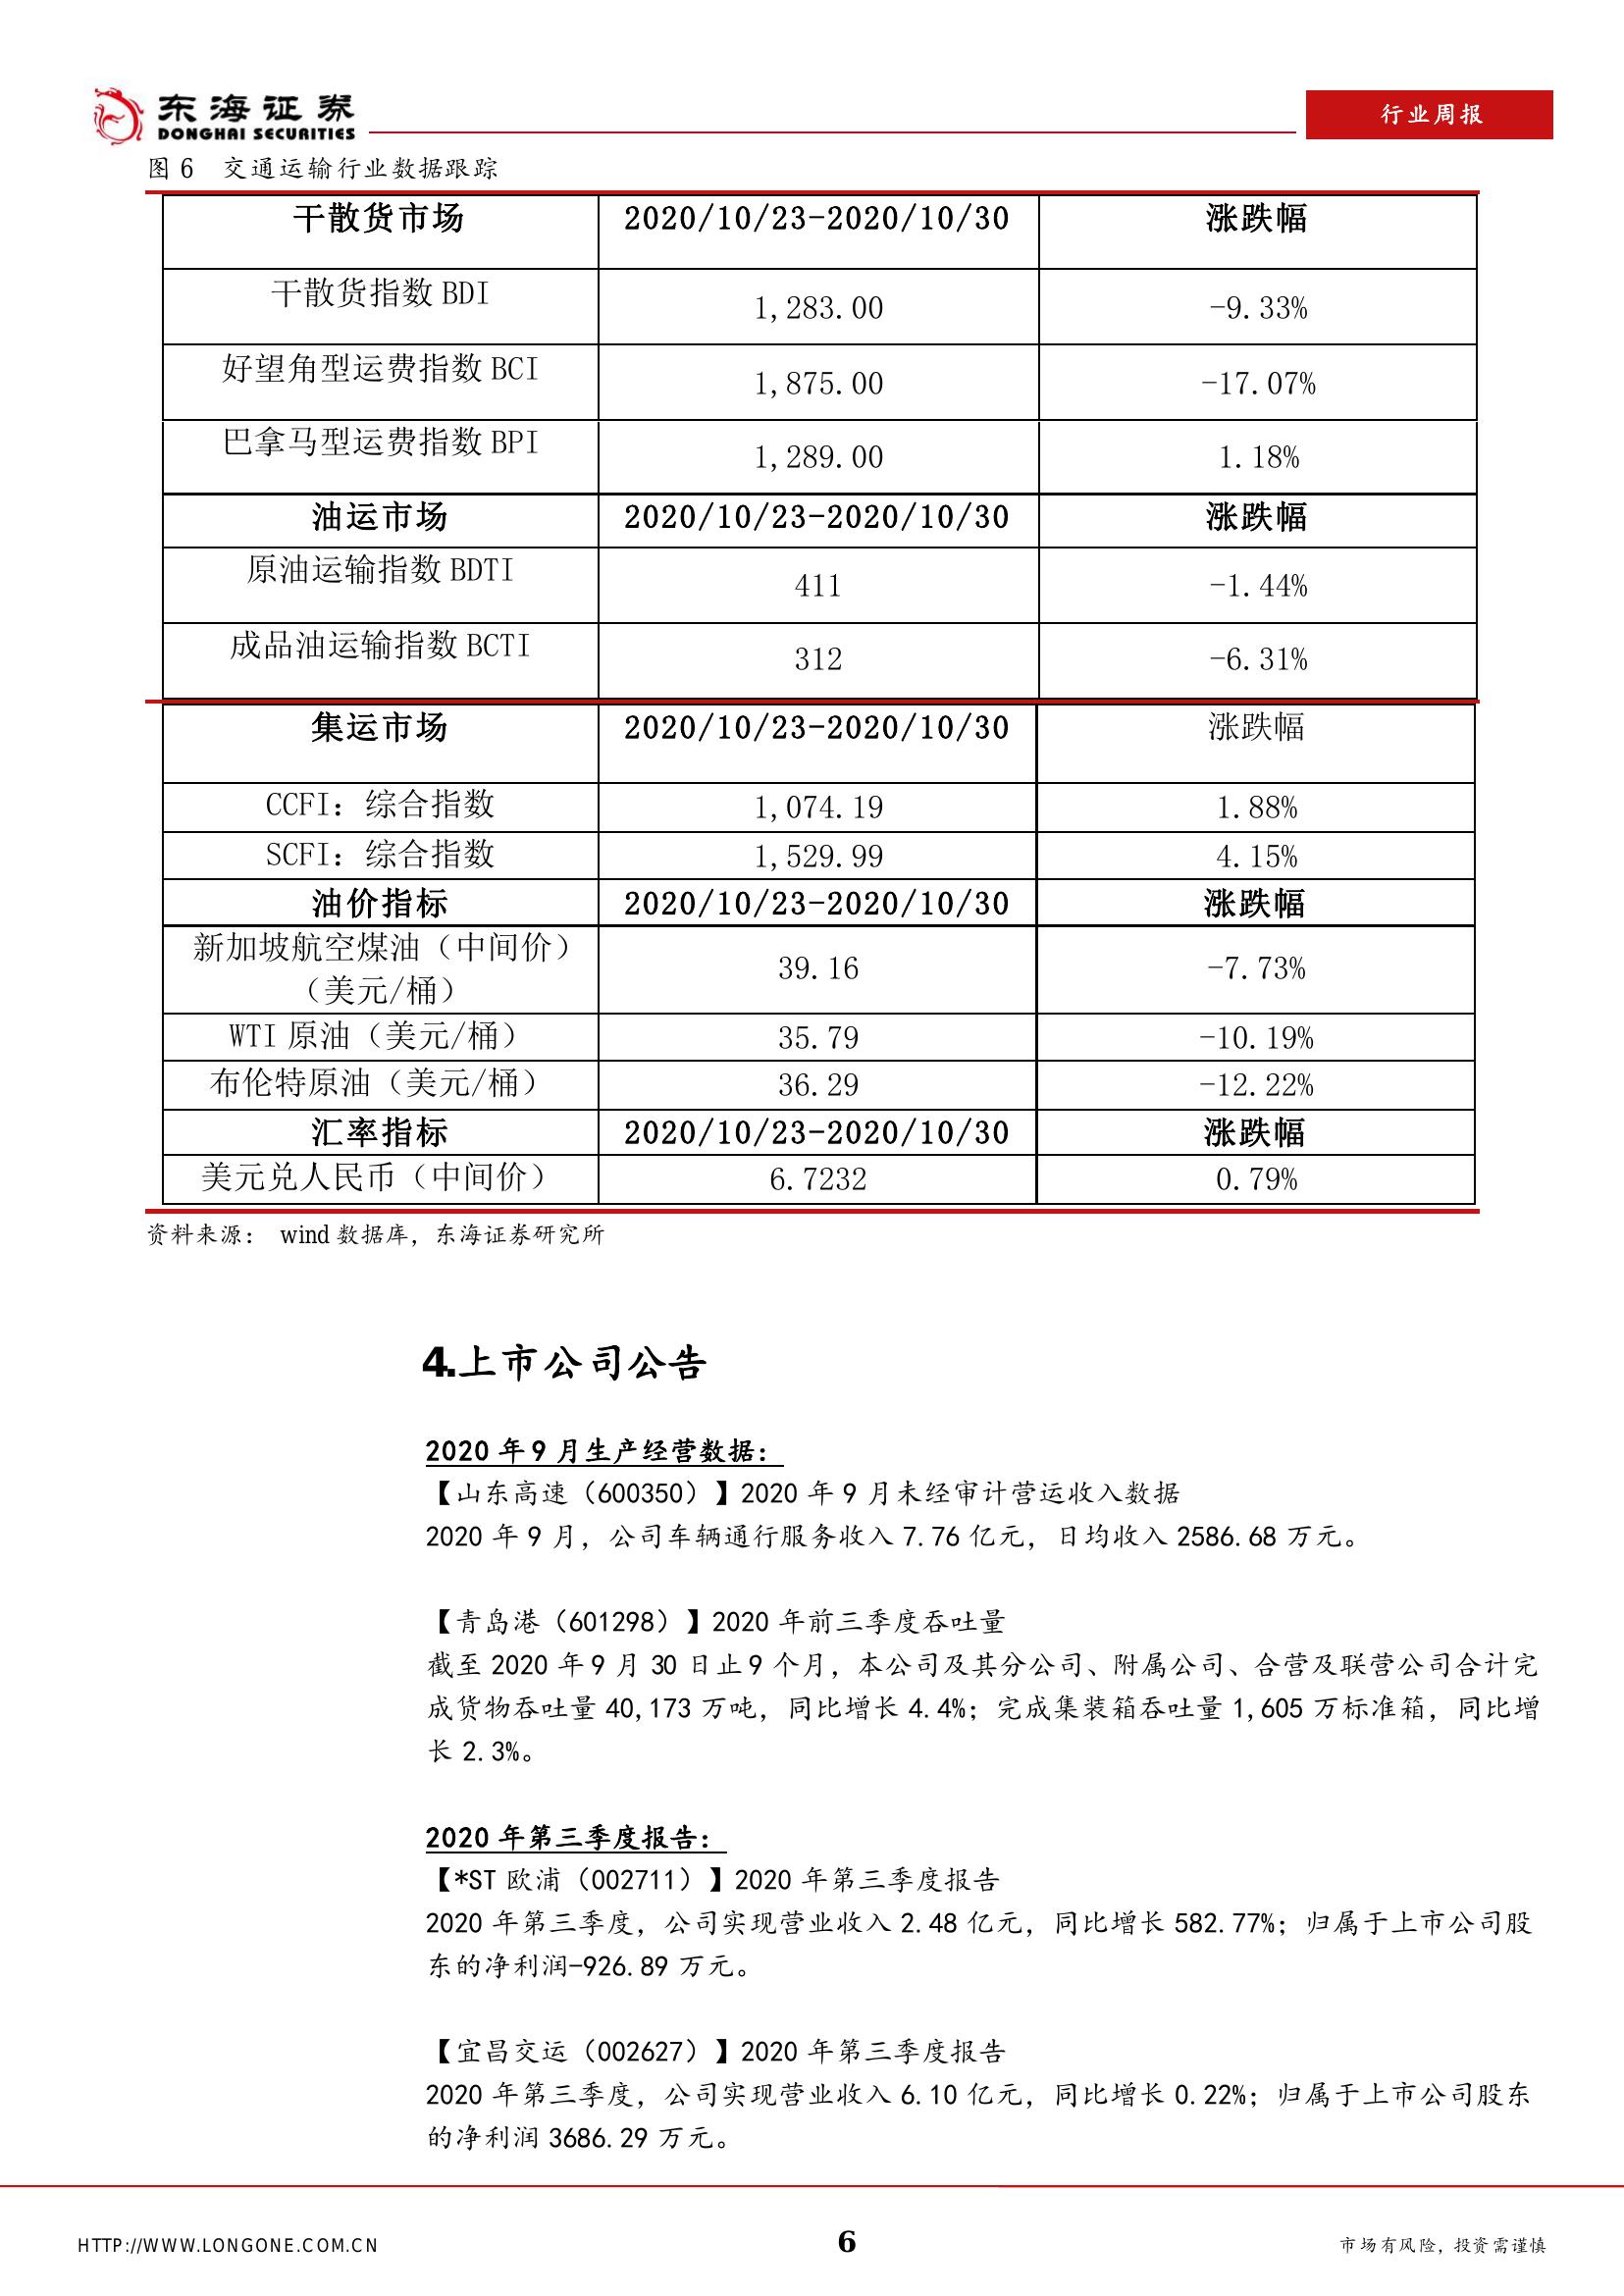 东海证券
DONGHAI SECURITIES
行业周报
图 6 交通运输行业数据跟踪
干散货市场 2020/10/23-2020/10/30 涨跌幅
干散货指数 BDI 1,283.00 -9.33%
好望角型运费指数 BCI 1,875.00 -17.07%
巴拿马型运费指数 BPI 1,289.00 1.18%
油运市场 2020/10/23-2020/10/30 涨跌幅
原油运输指数 BDTI 411 -1.44%
成品油运输指数 BCTI 312 -6.31%
集运市场 2020/10/23-2020/10/30 涨跌幅
CCFI：综合指数 1,074.19 1.88%
SCFI：综合指数 1,529.99 4.15%
油价指标 2020/10/23-2020/10/30 涨跌幅
新加坡航空煤油（中间价）
（美元/桶） 39.16 -7.73%
WTI 原油（美元/桶） 35.79 -10.19%
布伦特原油（美元/桶） 36.29 -12.22%
汇率指标 2020/10/23-2020/10/30 涨跌幅
美元兑人民币（中间价） 6.7232 0.79%
资料来源： wind 数据库，东海证券研究所
4.上市公司公告
2020 年 9 月生产经营数据：
【山东高速（600350）】2020 年 9 月未经审计营运收入数据
2020 年 9 月，公司车辆通行服务收入 7.76 亿元，日均收入 2586.68 万元。
【青岛港（601298）】2020 年前三季度吞吐量
截至 2020 年 9 月 30 日止 9 个月，本公司及其分公司、附属公司、合营及联营公司合计完
成货物吞吐量 40,173 万吨，同比增长 4.4%；完成集装箱吞吐量 1,605 万标准箱，同比增
长 2.3%。
2020 年第三季度报告：
【*ST 欧浦（002711）】2020 年第三季度报告
2020 年第三季度，公司实现营业收入 2.48 亿元，同比增长 582.77%；归属于上市公司股
东的净利润-926.89 万元。
【宜昌交运（002627）】2020 年第三季度报告
2020 年第三季度，公司实现营业收入 6.10 亿元，同比增长 0.22%；归属于上市公司股东
的净利润 3686.29 万元。
HTTP://WWW.LONGONE.COM.CN 6 市场有风险，投资需谨慎